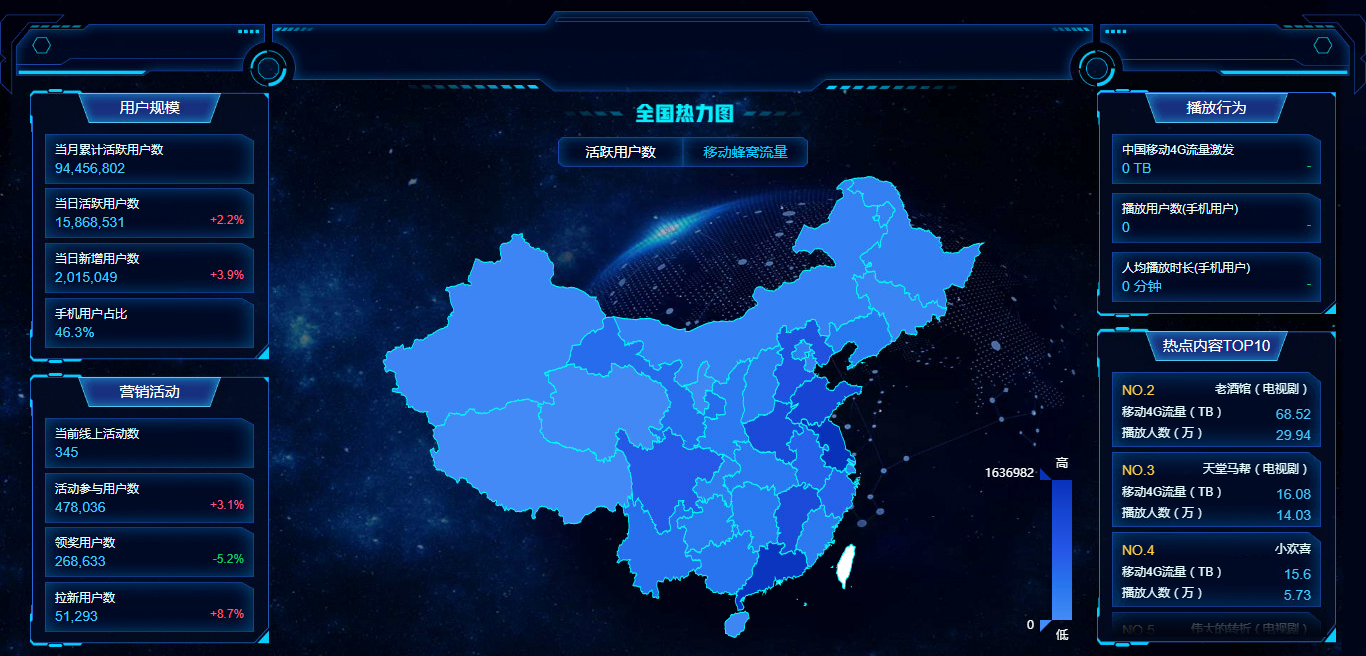 用户规模
当月累计活跃用户数
94,456,802
当日活跃用户数
15,868,531 +2.2%
当日新增用户数
2,015,049 +3.9%
手机用户占比
46.3%
营销活动
当前线上活动数
345
活动参与用户数
478,036 +3.1%
领奖用户数
268,633 -5.2%
拉新用户数
51,293 +8.7%
全国热力图
活跃用户数 移动蜂窝流量
高
1636982
0
低
播放行为
中国移动4G流量激发
0 TB -
播放用户数(手机用户)
0 -
人均播放时长(手机用户)
0 分钟 -
热点内容TOP10
NO.2 老酒馆（电视剧）
移动4G流量（TB） 68.52
播放人数（万） 29.94
NO.3 天堂马帮（电视剧）
移动4G流量（TB） 16.08
播放人数（万） 14.03
NO.4 小欢喜
移动4G流量（TB） 15.6
播放人数（万） 5.73
NO.5 伟大的转折（电视剧）